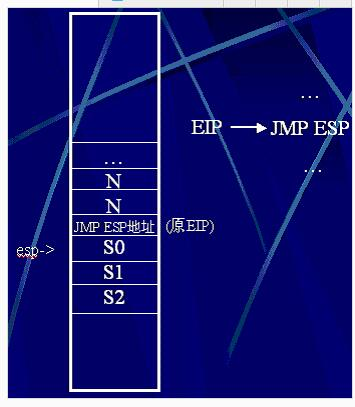 …
EIP → JMP ESP
…
…
N
N
JMP ESP地址 (原EIP)
esp-> S0
S1
S2